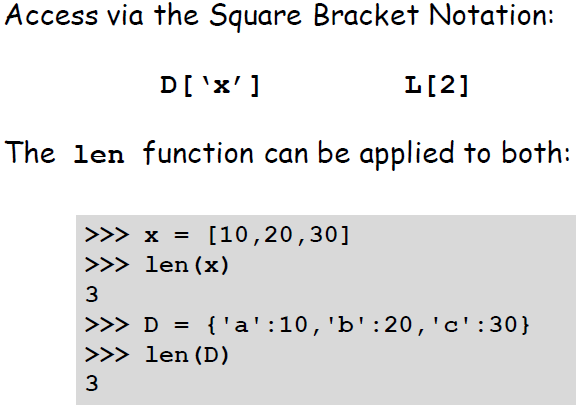 Access via the Square Bracket Notation:
D[‘x’] L[2]
The len function can be applied to both:
>>> x = [10,20,30]
>>> len(x)
3
>>> D = {'a':10,'b':20,'c':30}
>>> len(D)
3